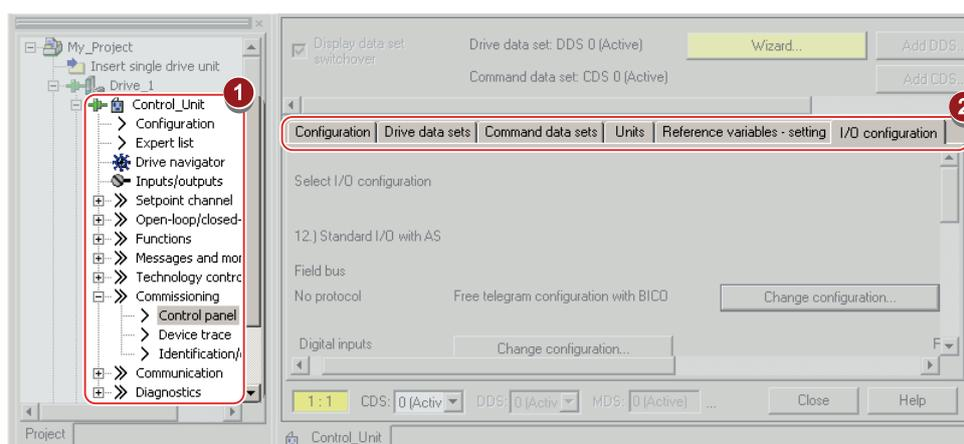 My_Project
Insert single drive unit
Drive_1
1
Control_Unit
Configuration
Expert list
Drive navigator
Inputs/outputs
Setpoint channel
Open-loop/closed-
Functions
Messages and mor
Technology contro
Commissioning
Control panel
Device trace
Identification/
Communication
Diagnostics
Project
Display data set
switchover
Drive data set: DDS 0 (Active)
Wizard...
Add DDS..
Command data set: CDS 0 (Active)
Add CDS..
2
Configuration Drive data sets Command data sets Units Reference variables - setting I/O configuration
Select I/O configuration
12.) Standard I/O with AS
Field bus
No protocol Free telegram configuration with BICO Change configuration...
Digital inputs Change configuration... F
1 : 1 CDS: 0 (Activ DDS: 0 (Activ MDS: 0 (Active) ... Close Help
Control_Unit